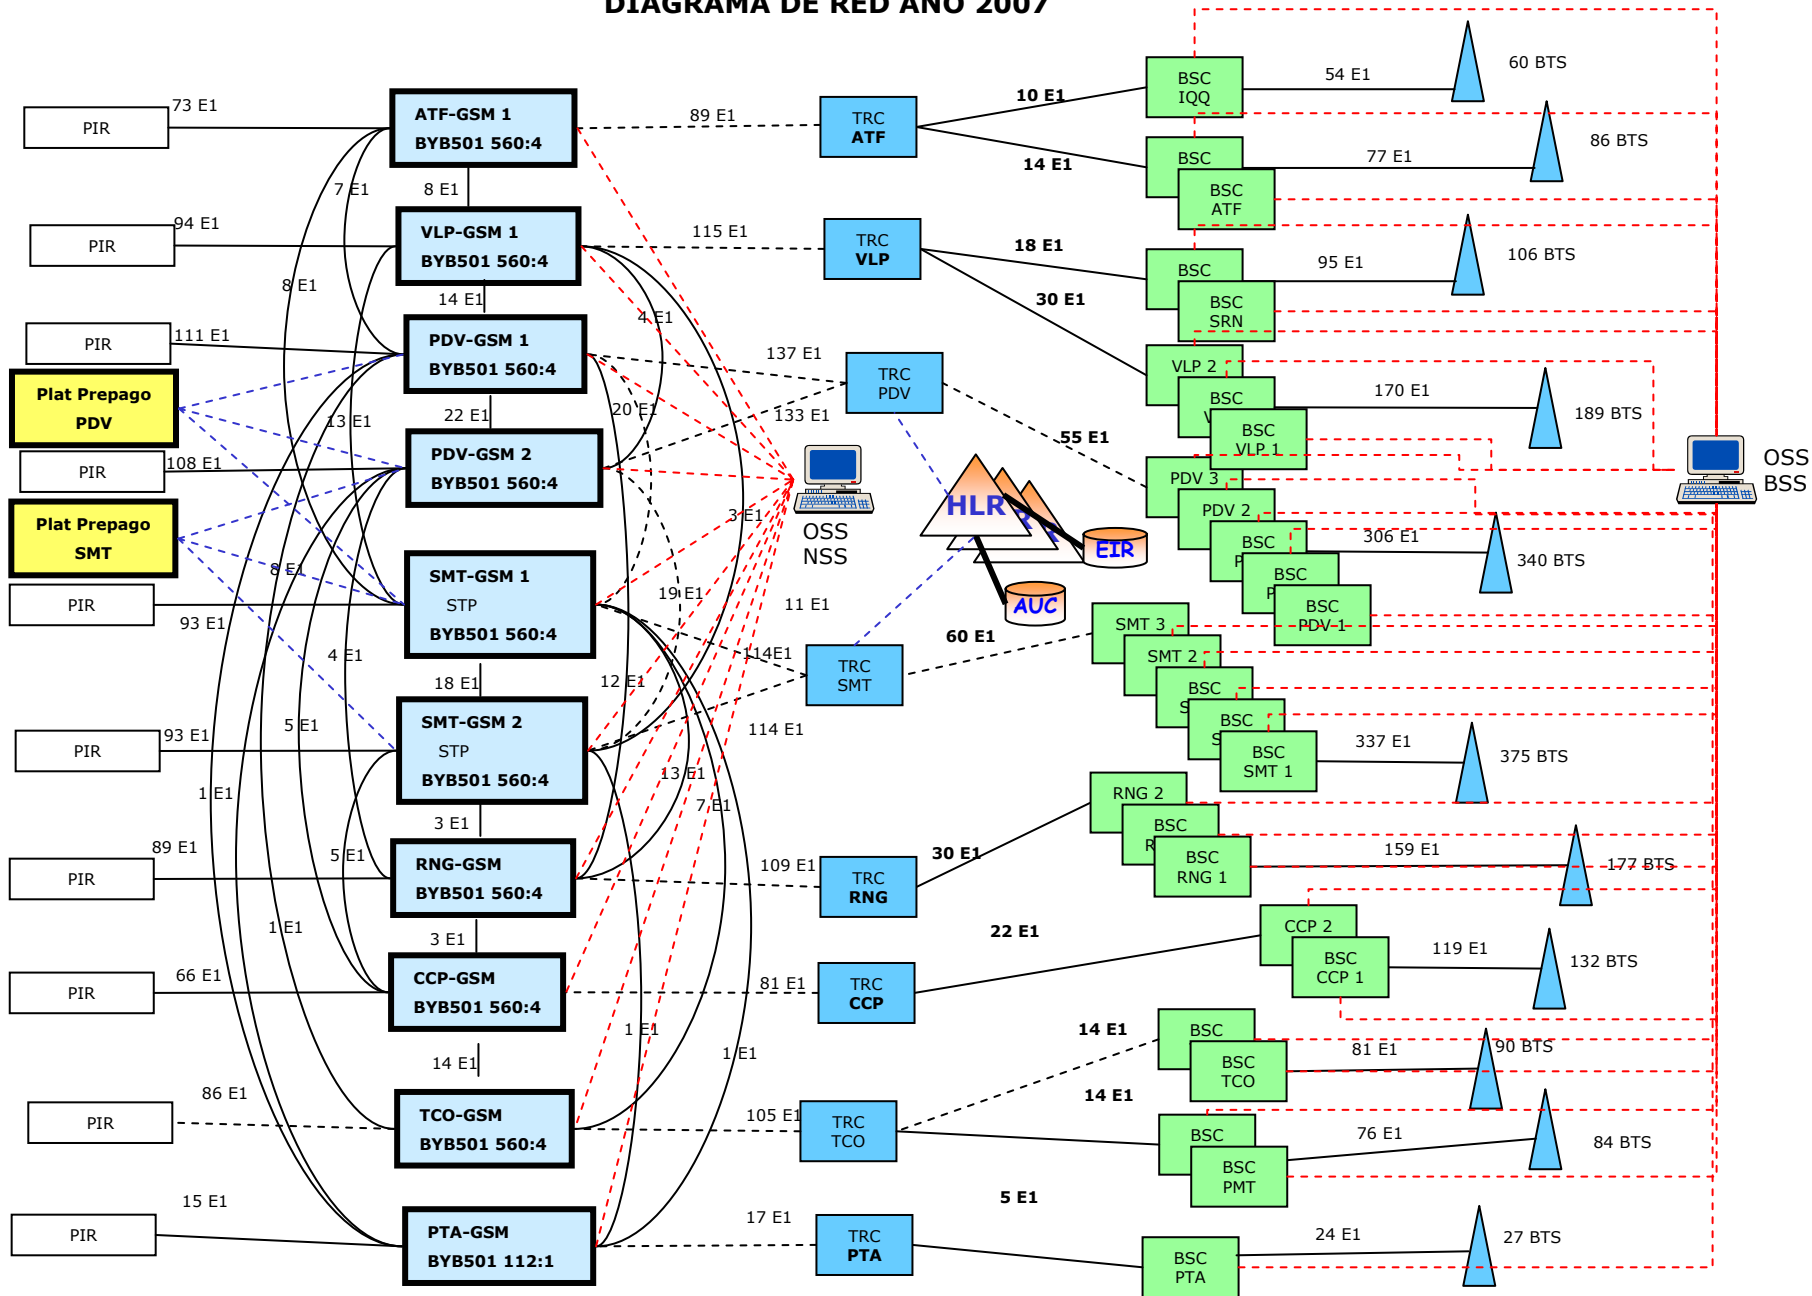 DIAGRAMA DE RED AÑO 2007
PIR
73 E1
ATF-GSM 1
BYB501 560:4
89 E1
TRC
ATF
10 E1
14 E1
BSC
IQQ
54 E1
60 BTS
BSC
BSC
ATF
77 E1
86 BTS
7 E1
8 E1
PIR
94 E1
VLP-GSM 1
BYB501 560:4
115 E1
TRC
VLP
18 E1
30 E1
BSC
BSC
SRN
95 E1
106 BTS
8 E1
14 E1
4 E1
PIR
111 E1
PDV-GSM 1
BYB501 560:4
137 E1
133 E1
TRC
PDV
55 E1
VLP 2
BSC
BSC
VLP 1
170 E1
189 BTS
Plat Prepago
PDV
13 E1
22 E1
20 E1
PIR
108 E1
PDV-GSM 2
BYB501 560:4
OSS
NSS
HLR
EIR
AUC
PDV 3
PDV 2
BSC
P
BSC
P
BSC
PDV 1
306 E1
340 BTS
OSS
BSS
Plat Prepago
SMT
8 E1
3 E1
PIR
93 E1
SMT-GSM 1
STP
BYB501 560:4
19 E1
11 E1
114E1
114 E1
TRC
SMT
60 E1
SMT 3
SMT 2
BSC
S
BSC
S
BSC
SMT 1
337 E1
375 BTS
4 E1
18 E1
12 E1
PIR
93 E1
5 E1
SMT-GSM 2
STP
BYB501 560:4
13 E1
7 E1
1 E1
3 E1
PIR
89 E1
5 E1
RNG-GSM
BYB501 560:4
109 E1
TRC
RNG
30 E1
RNG 2
BSC
R
BSC
RNG 1
159 E1
177 BTS
1 E1
3 E1
PIR
66 E1
CCP-GSM
BYB501 560:4
81 E1
TRC
CCP
22 E1
CCP 2
BSC
CCP 1
119 E1
132 BTS
14 E1
1 E1
1 E1
PIR
86 E1
TCO-GSM
BYB501 560:4
105 E1
TRC
TCO
14 E1
14 E1
BSC
BSC
TCO
81 E1
90 BTS
BSC
BSC
PMT
76 E1
84 BTS
PIR
15 E1
PTA-GSM
BYB501 112:1
17 E1
TRC
PTA
5 E1
BSC
PTA
24 E1
27 BTS